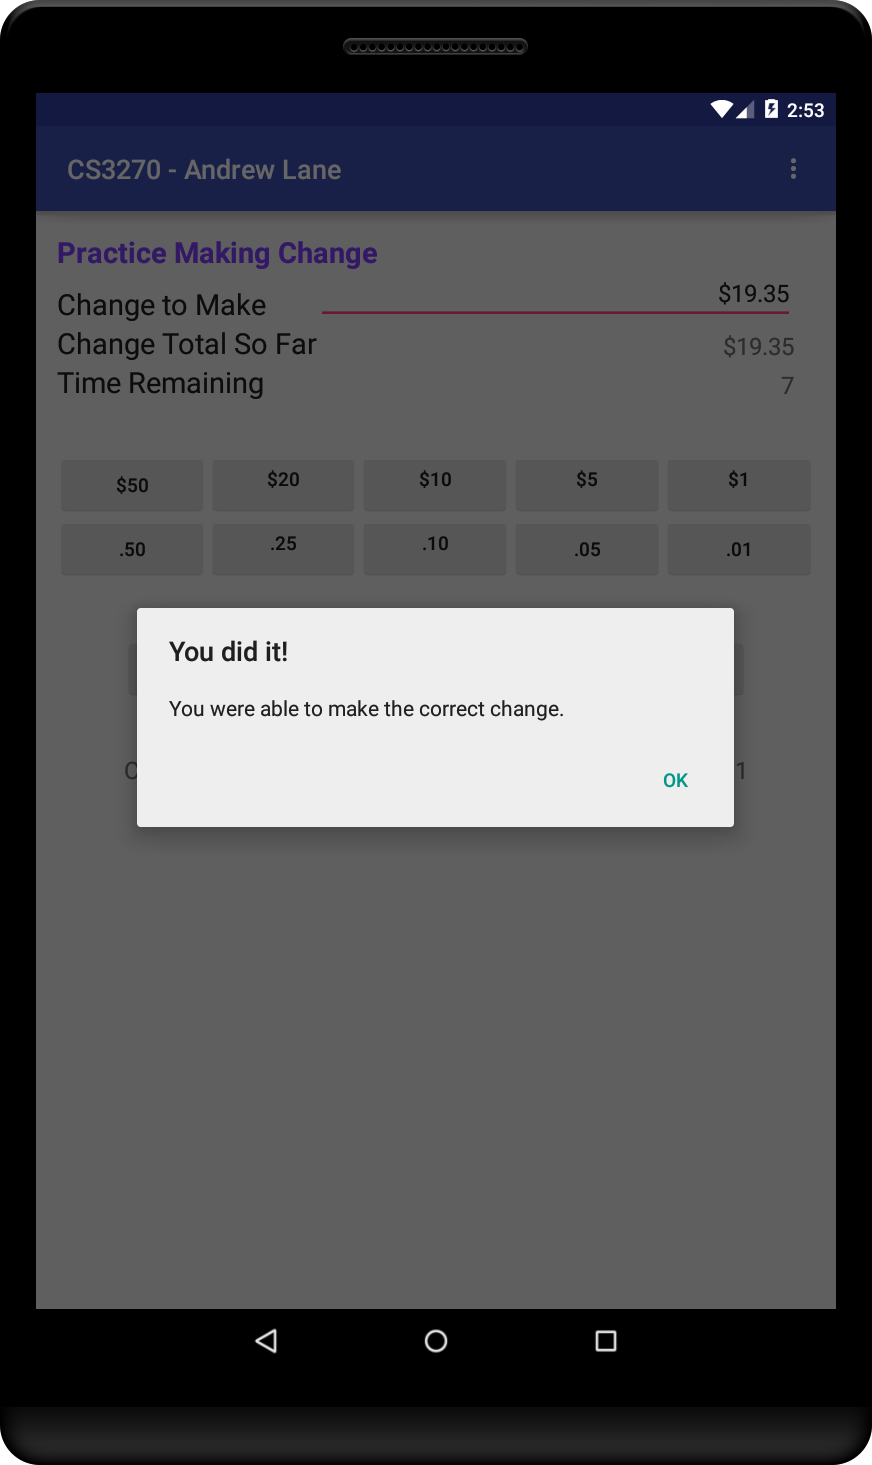 2:53
CS3270 - Andrew Lane
Practice Making Change
Change to Make $19.35
Change Total So Far $19.35
Time Remaining 7
$50 $20 $10 $5 $1
.50 .25 .10 .05 .01
You did it!
You were able to make the correct change.
C 1
OK